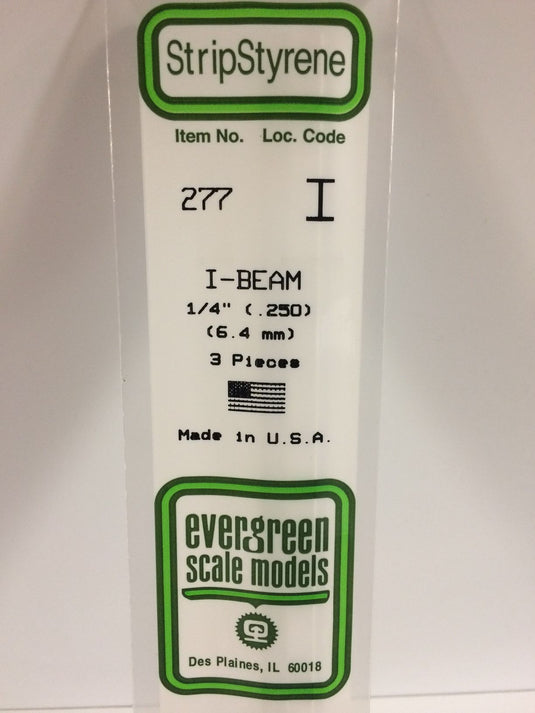 StripStyrene
Item No. Loc. Code
277 I
I-BEAM
1/4" (.250)
(6.4 mm)
3 Pieces
Made in U.S.A.
evergreen
scale models
Des Plaines, IL 60018